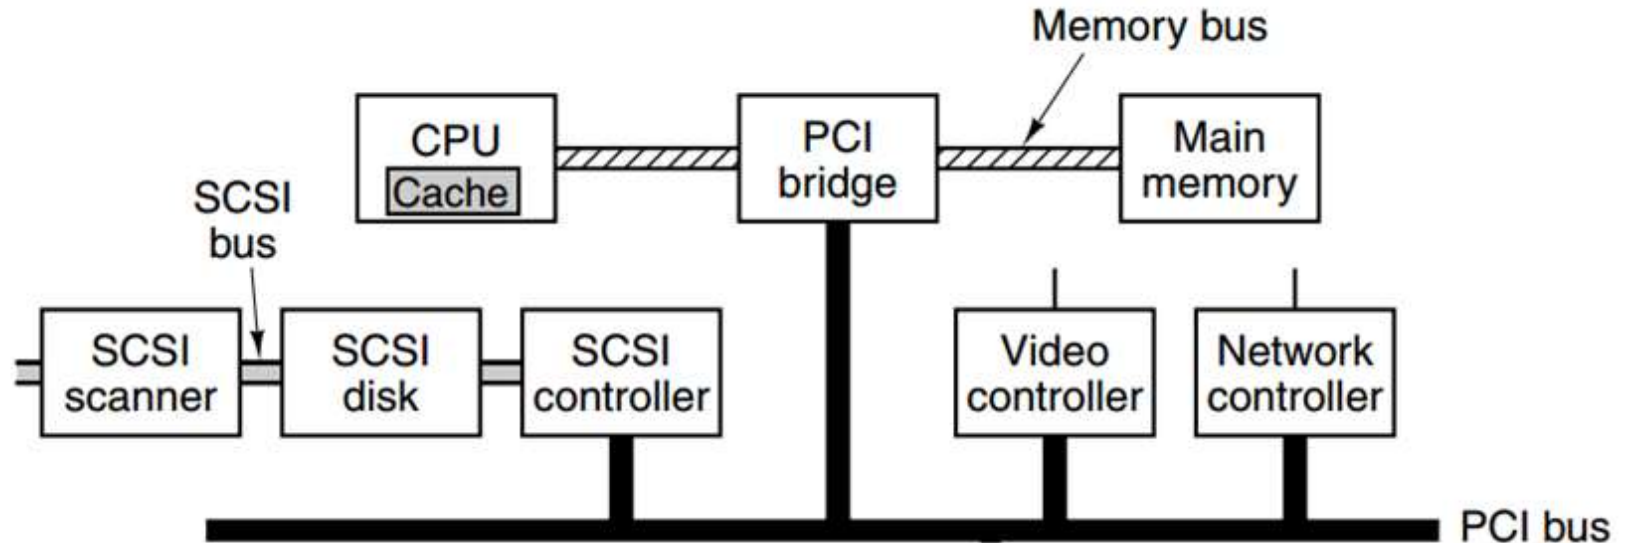 Memory bus
CPU
Cache
PCI
bridge
Main
memory
SCSI
bus
SCSI
scanner
SCSI
disk
SCSI
controller
Video
controller
Network
controller
PCI bus